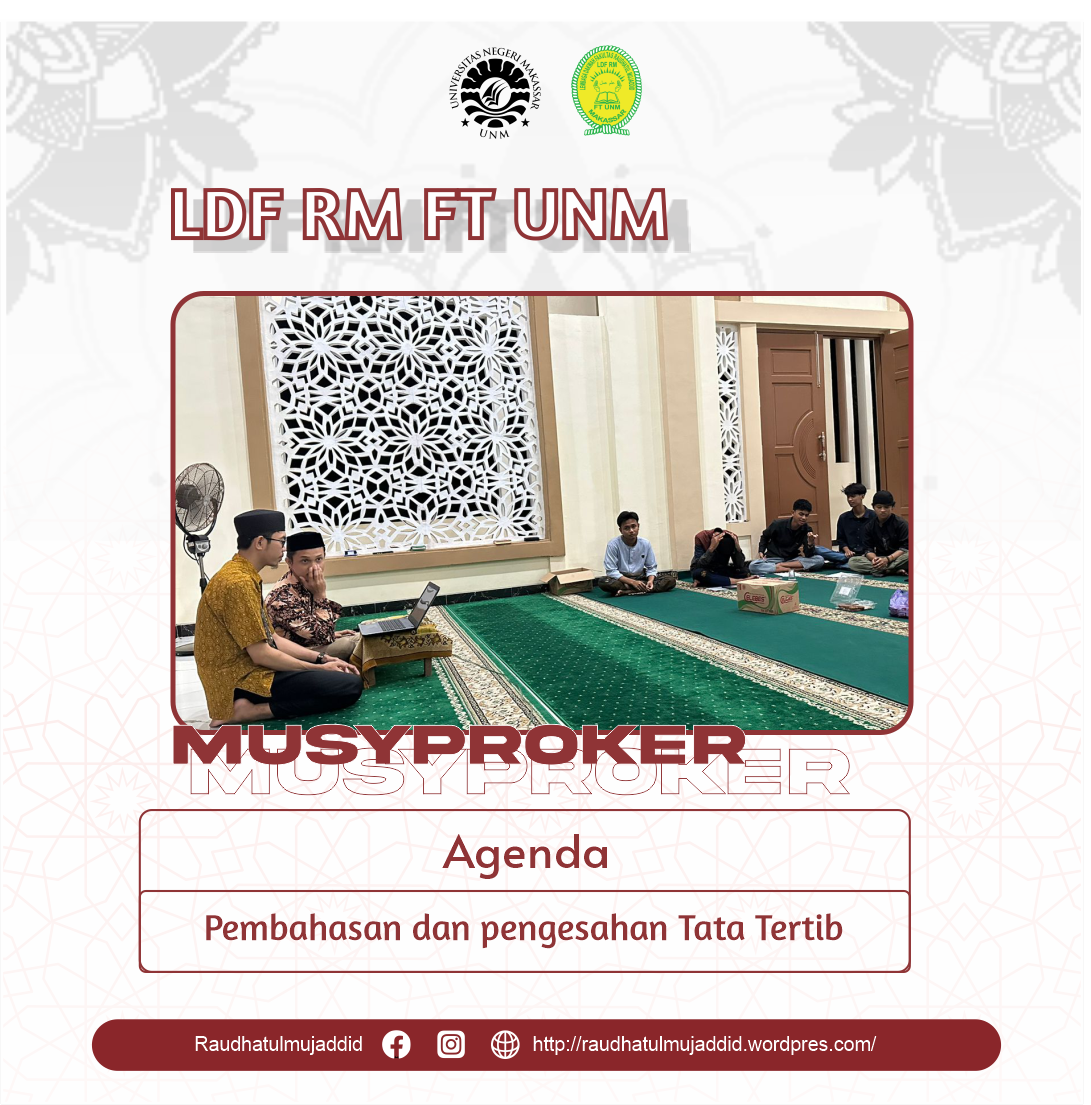 UNIVERSITAS NEGERI MAKASSAR
UNM
LDF RM
FT UNM
MAKASSAR
LDF RM FT UNM
MUSYPROKER
MUSYPROKER
Agenda
Pembahasan dan pengesahan Tata Tertib
Raudhatulmujaddid
http://raudhatulmujaddid.wordpres.com/